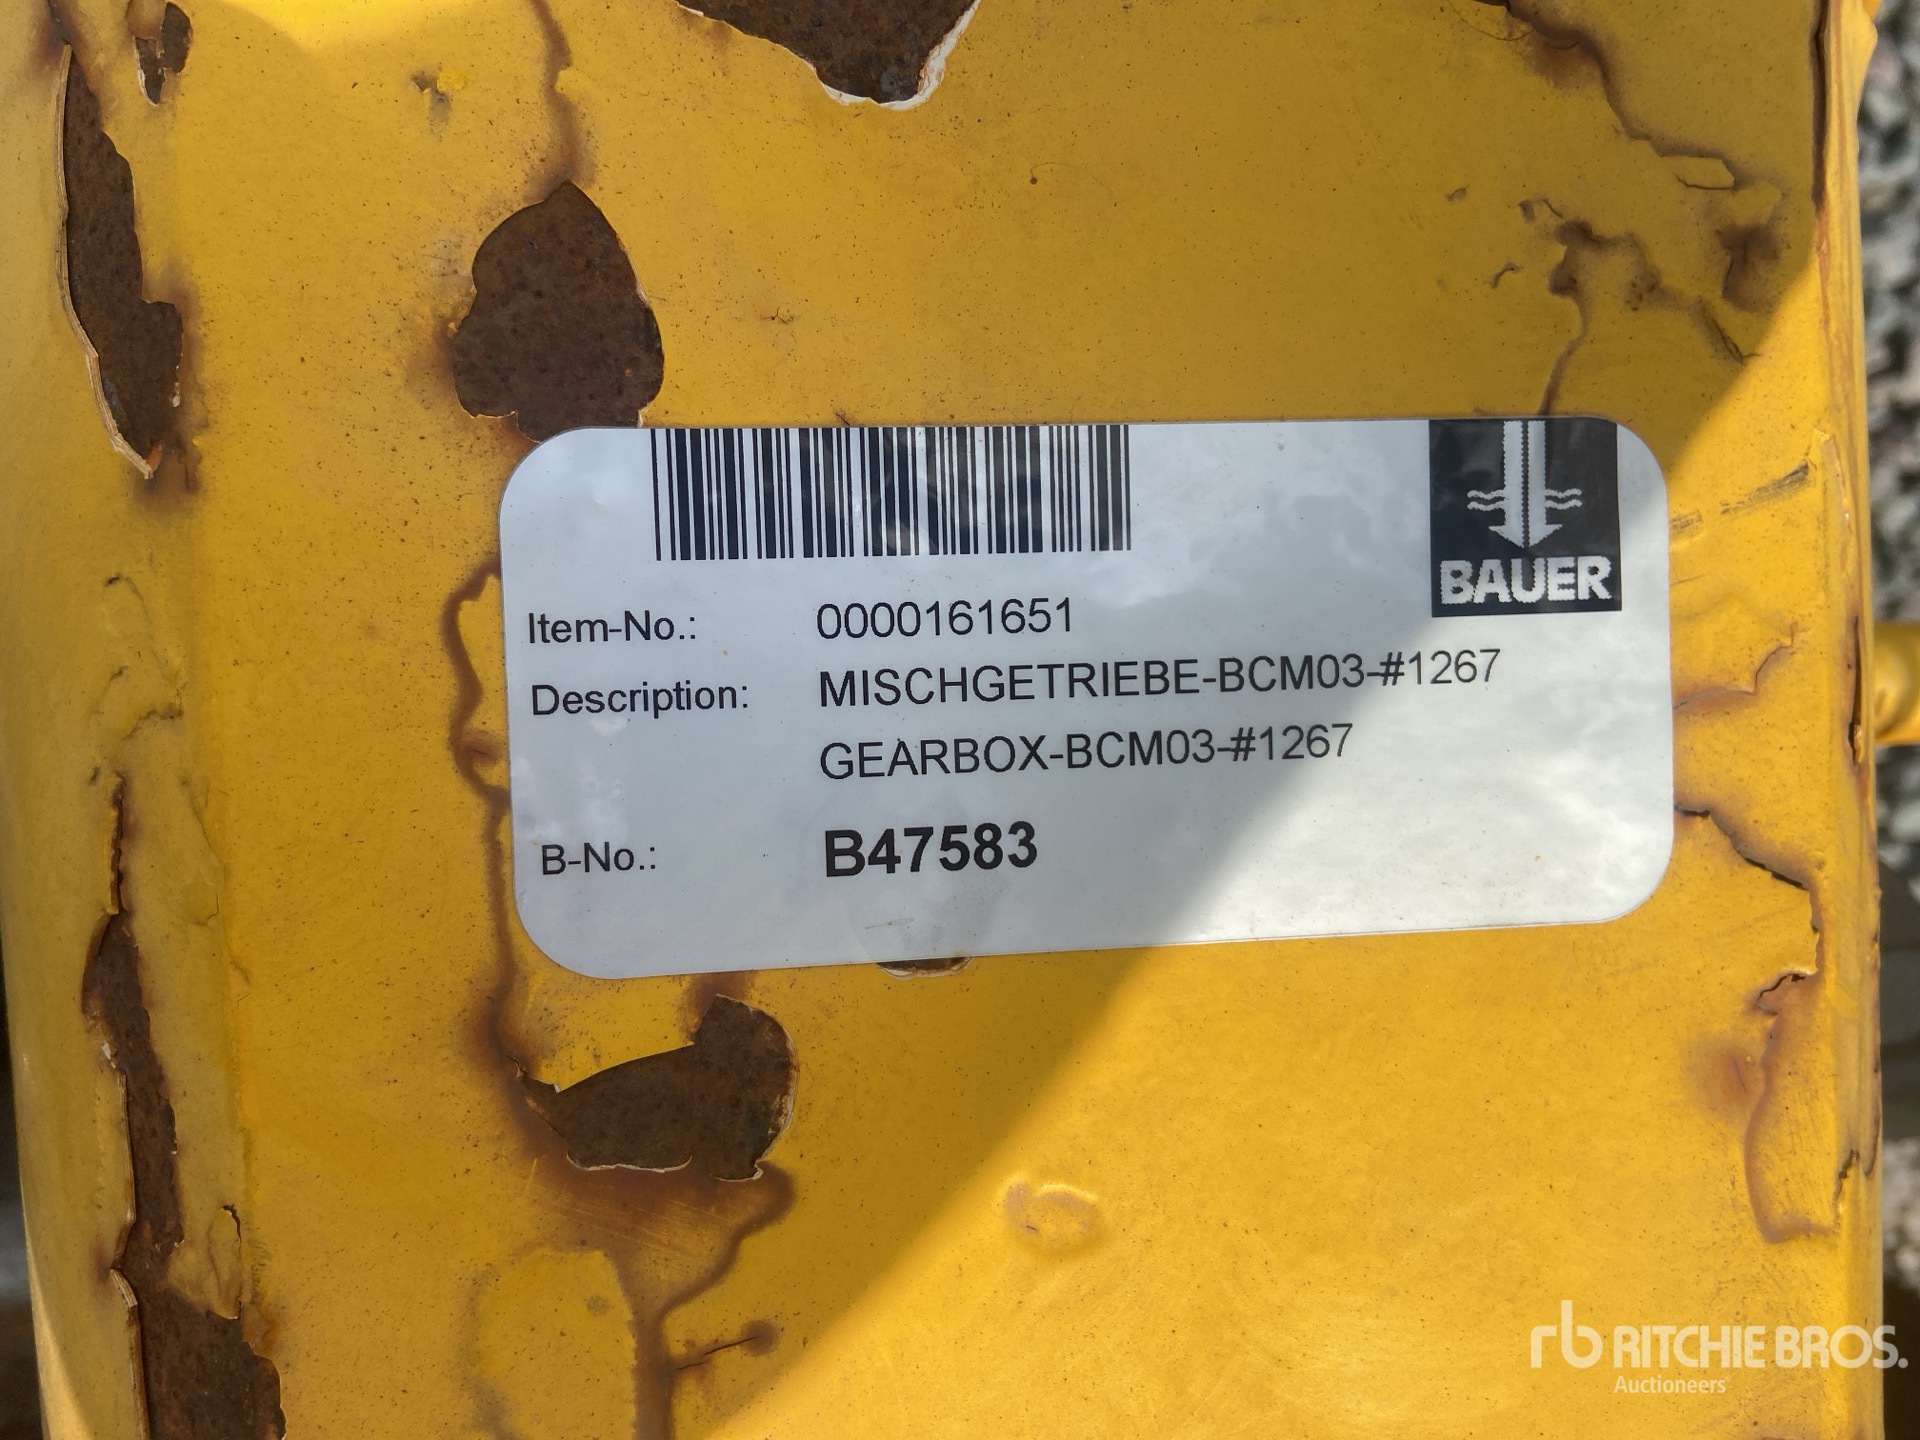 BAUER
Item-No.: 0000161651
Description: MISCHGETRIEBE-BCM03-#1267
GEARBOX-BCM03-#1267
B-No.: B47583
rb RITCHIE BROS.
Auctioneers